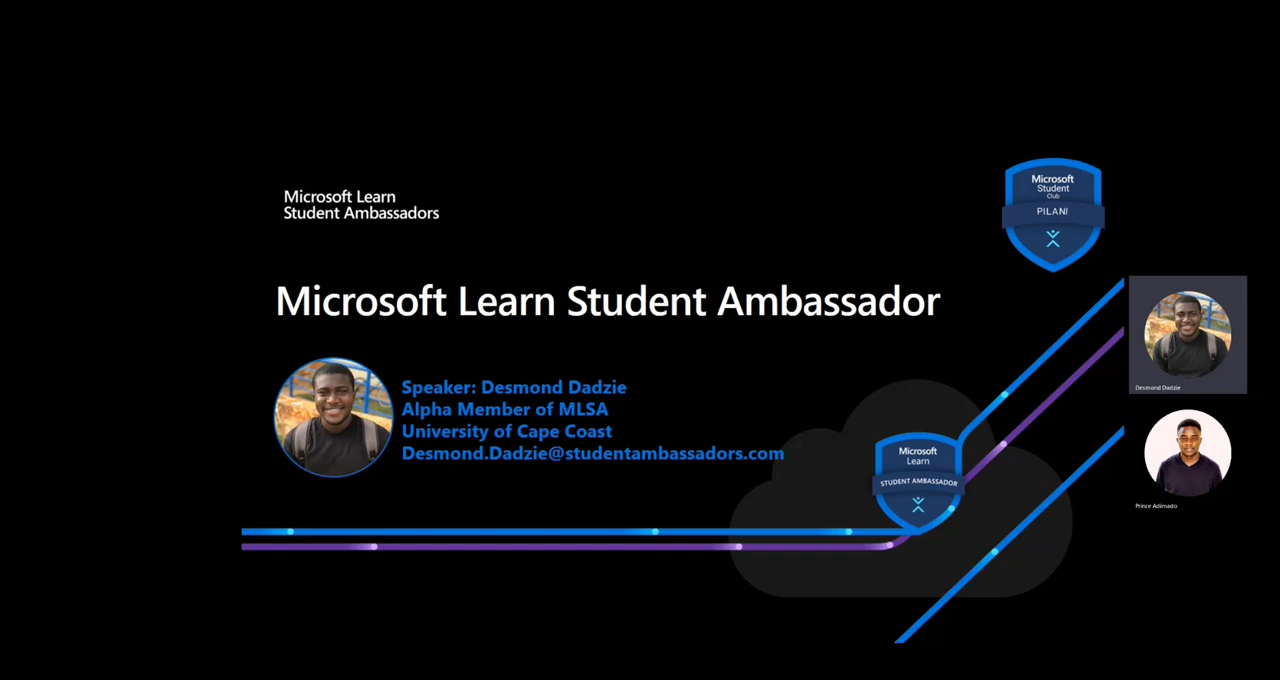 Microsoft Learn
Student Ambassadors
Microsoft
Student
Club
PILANI
Microsoft Learn Student Ambassador
Speaker: Desmond Dadzie
Alpha Member of MLSA
University of Cape Coast
Desmond.Dadzie@studentambassadors.com
Microsoft
Learn
STUDENT AMBASSADOR
Desmond Dadzie
Prince Adimado